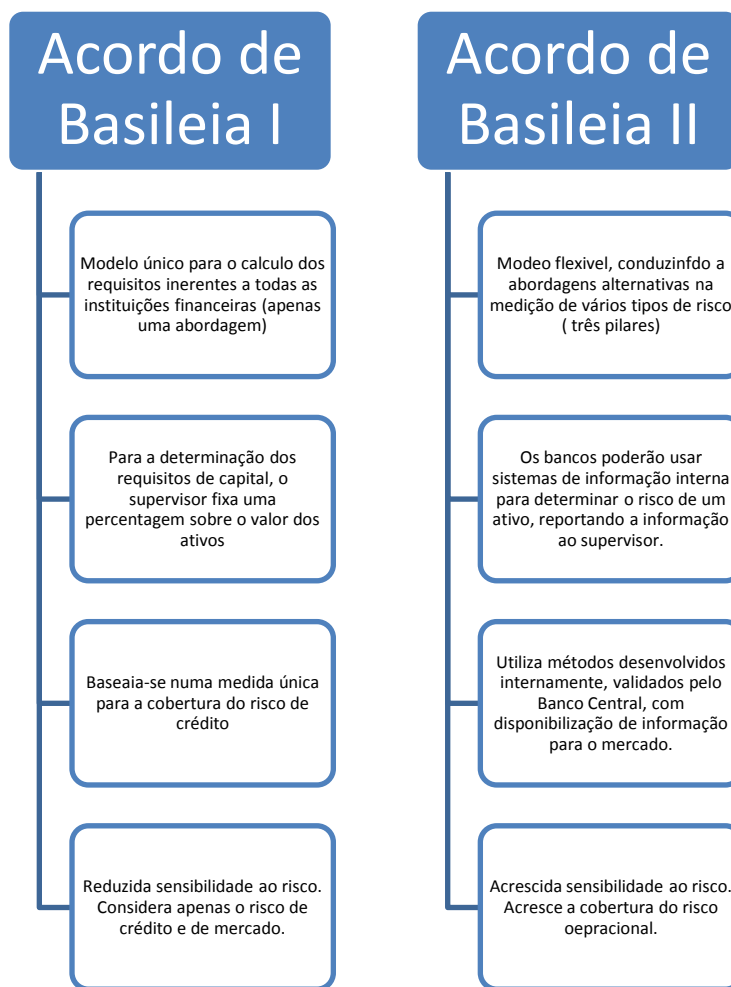 Acordo de
Basileia I
Modelo único para o calculo dos
requisitos inerentes a todas as
instituições financeiras (apenas
uma abordagem)
Para a determinação dos
requisitos de capital, o
supervisor fixa uma
percentagem sobre o valor dos
ativos
Baseaia-se numa medida única
para a cobertura do risco de
crédito
Reduzida sensibilidade ao risco.
Considera apenas o risco de
crédito e de mercado.
Acordo de
Basileia II
Modeo flexivel, conduzinfdo a
abordagens alternativas na
medição de vários tipos de risco
( três pilares)
Os bancos poderão usar
sistemas de informação interna
para determinar o risco de um
ativo, reportando a informação
ao supervisor.
Utiliza métodos desenvolvidos
internamente, validados pelo
Banco Central, com
disponibilização de informação
para o mercado.
Acrescida sensibilidade ao risco.
Acresce a cobertura do risco
oepracional.